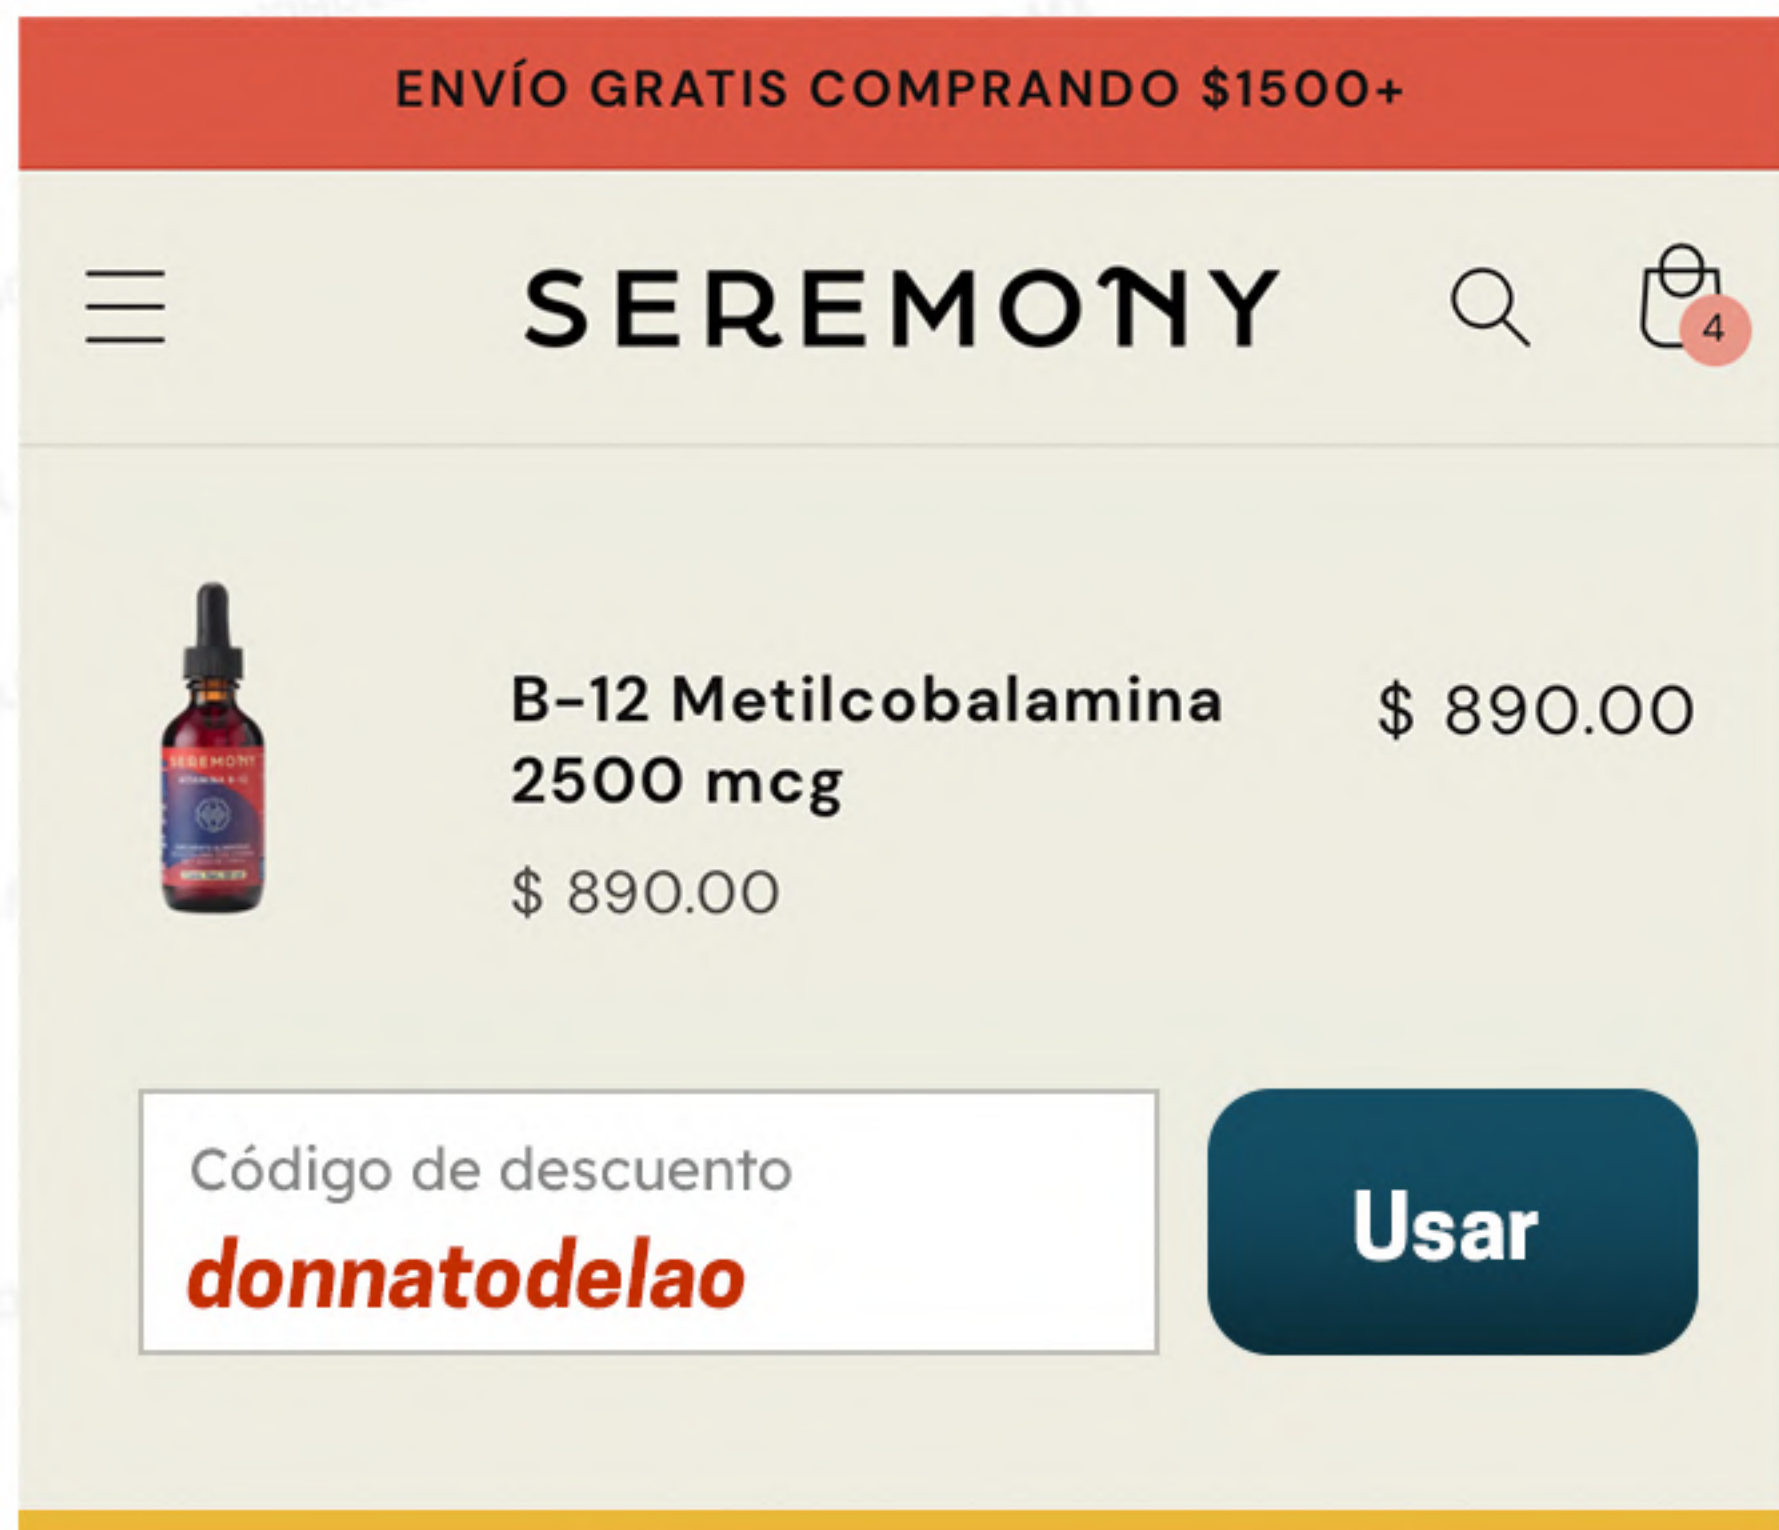 ENVÍO GRATIS COMPRANDO $1500+
SEREMONY
4
B-12 Metilcobalamina
2500 mcg
$ 890.00
$ 890.00
SEREMONY
Código de descuento
donnatodelao
Usar